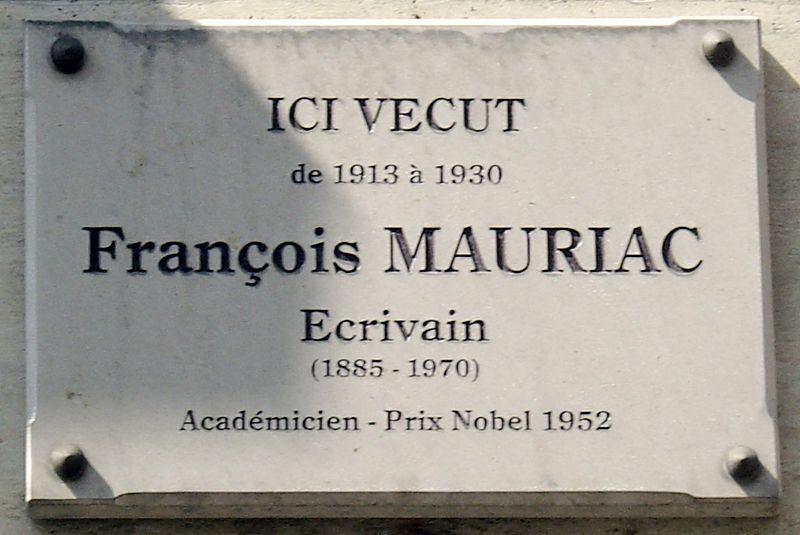 ICI VECUT
de 1913 à 1930
François MAURIAC
Ecrivain
(1885 - 1970)
Académicien - Prix Nobel 1952